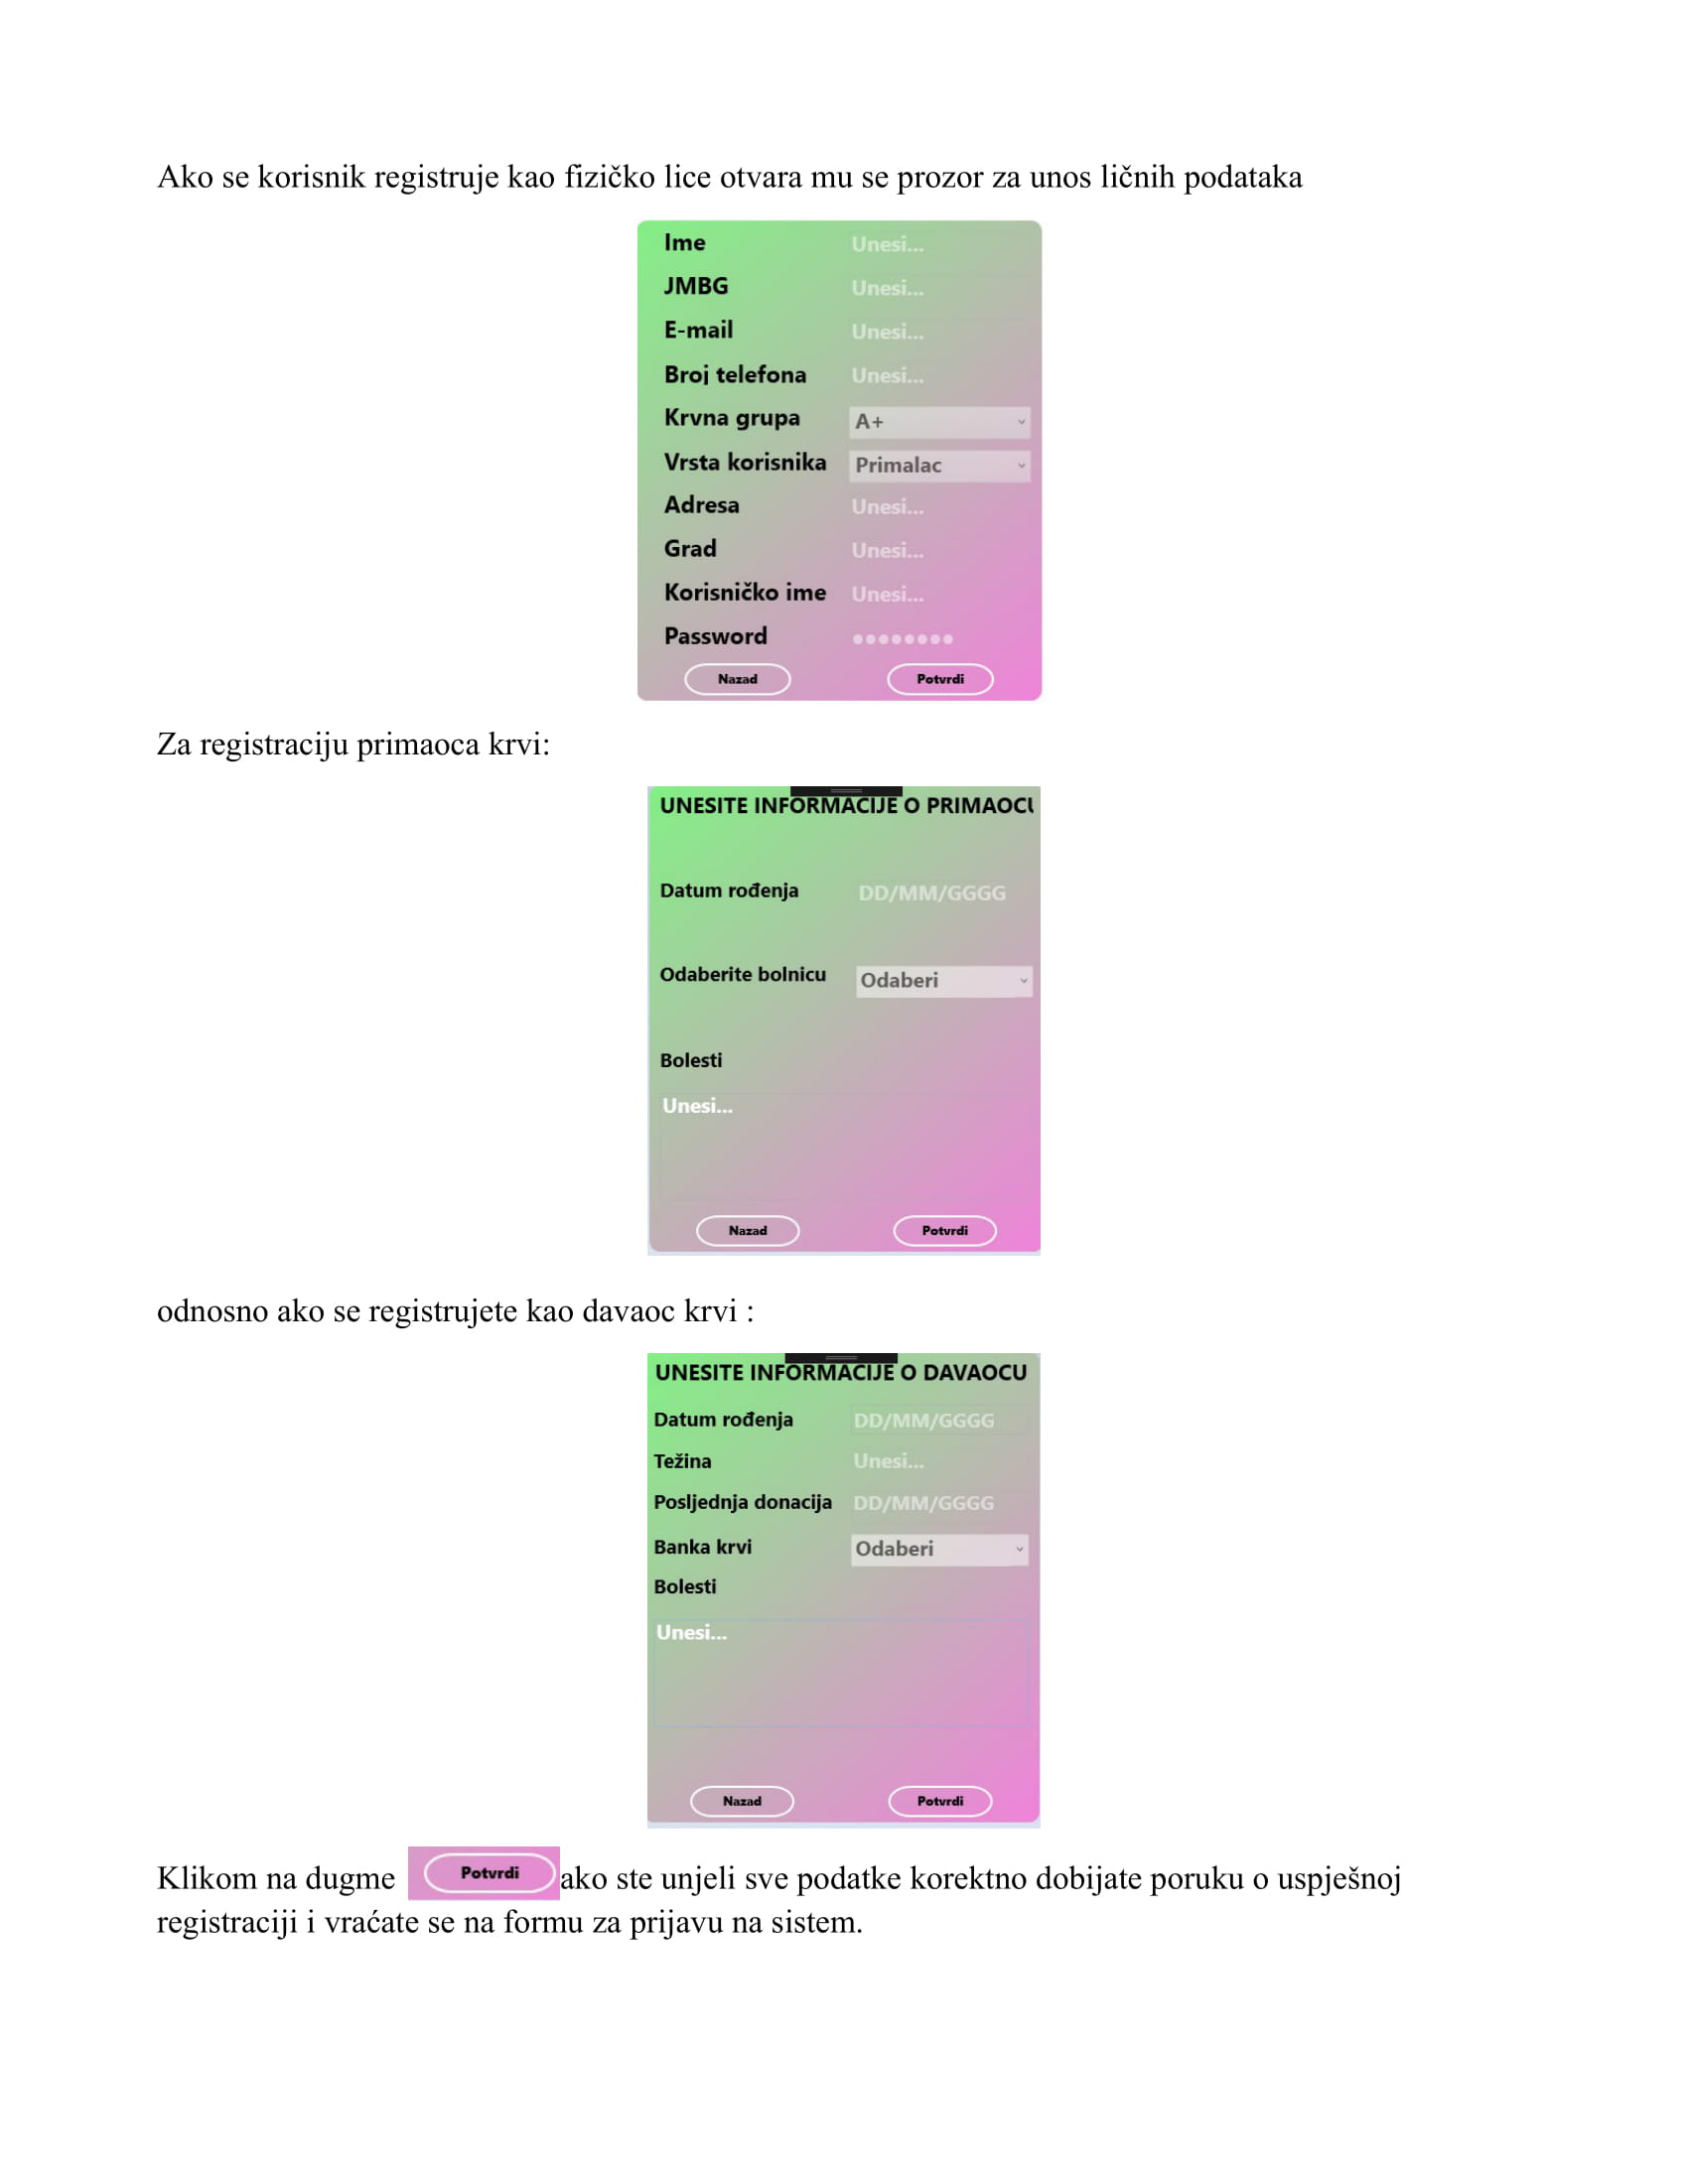 Ako se korisnik registruje kao fizičko lice otvara mu se prozor za unos ličnih podataka
Ime Unesi...
JMBG Unesi...
E-mail Unesi...
Broj telefona Unesi...
Krvna grupa A+
Vrsta korisnika Primalac
Adresa Unesi...
Grad Unesi...
Korisničko ime Unesi...
Password ●●●●●●●●
Nazad Potvrdi
Za registraciju primaoca krvi:
UNESITE INFORMACIJE O PRIMAOCU
Datum rođenja DD/MM/GGGG
Odaberite bolnicu Odaberi
Bolesti
Unesi...
Nazad Potvrdi
odnosno ako se registrujete kao davaoc krvi :
UNESITE INFORMACIJE O DAVAOCU
Datum rođenja DD/MM/GGGG
Težina Unesi...
Posljednja donacija DD/MM/GGGG
Banka krvi Odaberi
Bolesti
Unesi...
Nazad Potvrdi
Klikom na dugme Potvrdi ako ste unjeli sve podatke korektno dobijate poruku o uspješnoj
registraciji i vraćate se na formu za prijavu na sistem.